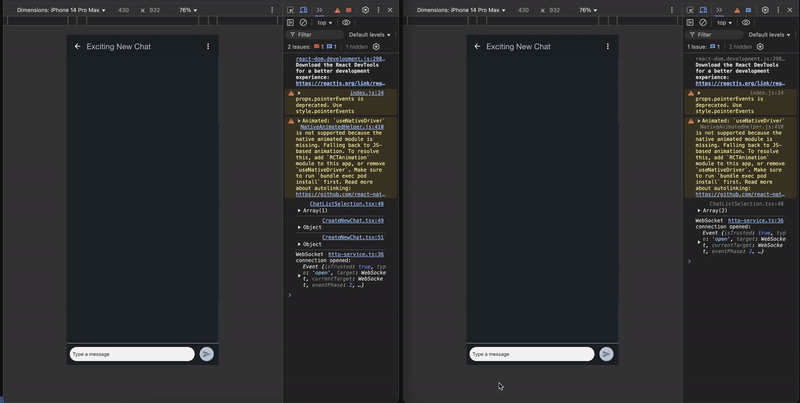 Dimensions: iPhone 14 Pro Max ▼ 430 × 932 76% ▼
top ▼
Filter Default levels ▼
2 Issues: 1 1 1 hidden
Exciting New Chat
react-dom.development.js:298…
Download the React DevTools
for a better development
experience:
https://reactjs.org/link/rea…
index.js:24
props.pointerEvents is
deprecated. Use
style.pointerEvents
Animated: `useNativeDriver`
NativeAnimatedHelper.js:410
is not supported because the
native animated module is
missing. Falling back to JS-
based animation. To resolve
this, add `RCTAnimation`
module to this app, or remove
`useNativeDriver`. Make sure
to run `bundle exec pod
install` first. Read more
about autolinking:
https://github.com/react-nat…
ChatListSelection.tsx:48
Array(1)
CreateNewChat.tsx:49
Object
CreateNewChat.tsx:51
Object
WebSocket http-service.ts:36
connection opened:
Event {isTrusted: true, typ
e: 'open', target: WebSocke
t, currentTarget: WebSocke
t, eventPhase: 2, …}
Type a message
Dimensions: iPhone 14 Pro Max ▼ 430 × 932 76% ▼
top ▼
Filter Default levels ▼
1 Issue: 1 2 hidden
Exciting New Chat
react-dom.development.js:298…
Download the React DevTools
for a better development
experience:
https://reactjs.org/link/rea…
index.js:24
props.pointerEvents is
deprecated. Use
style.pointerEvents
Animated: `useNativeDriver`
NativeAnimatedHelper.js:410
is not supported because the
native animated module is
missing. Falling back to JS-
based animation. To resolve
this, add `RCTAnimation`
module to this app, or remove
`useNativeDriver`. Make sure
to run `bundle exec pod
install` first. Read more
about autolinking:
https://github.com/react-nat…
ChatListSelection.tsx:48
Array(2)
WebSocket http-service.ts:36
connection opened:
Event {isTrusted: true, typ
e: 'open', target: WebSocke
t, currentTarget: WebSocke
t, eventPhase: 2, …}
Type a message